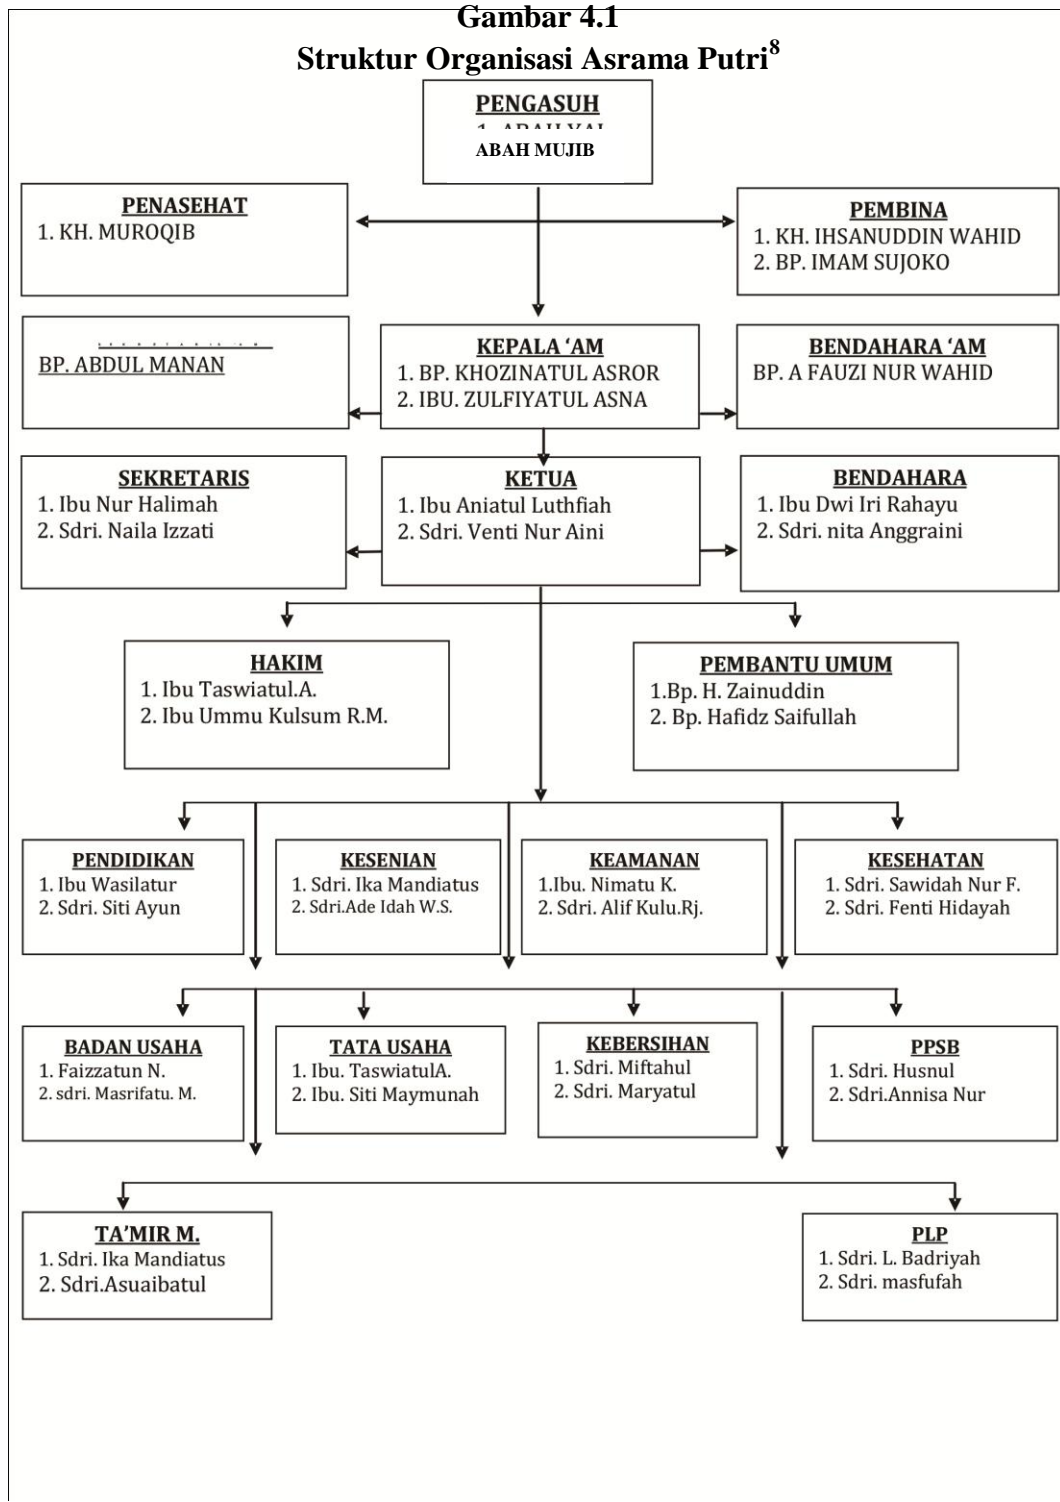 Gambar 4.1
Struktur Organisasi Asrama Putri8
PENGASUH
ABAH MUJIB
PENASEHAT
1. KH. MUROQIB
PEMBINA
1. KH. IHSANUDDIN WAHID
2. BP. IMAM SUJOKO
BP. ABDUL MANAN
KEPALA ‘AM
1. BP. KHOZINATUL ASROR
2. IBU. ZULFIYATUL ASNA
BENDAHARA ‘AM
BP. A FAUZI NUR WAHID
SEKRETARIS
1. Ibu Nur Halimah
2. Sdri. Naila Izzati
KETUA
1. Ibu Aniatul Luthfiah
2. Sdri. Venti Nur Aini
BENDAHARA
1. Ibu Dwi Iri Rahayu
2. Sdri. nita Anggraini
HAKIM
1. Ibu Taswiatul.A.
2. Ibu Ummu Kulsum R.M.
PEMBANTU UMUM
1.Bp. H. Zainuddin
2. Bp. Hafidz Saifullah
PENDIDIKAN
1. Ibu Wasilatur
2. Sdri. Siti Ayun
KESENIAN
1. Sdri. Ika Mandiatus
2. Sdri.Ade Idah W.S.
KEAMANAN
1.Ibu. Nimatu K.
2. Sdri. Alif Kulu.Rj.
KESEHATAN
1. Sdri. Sawidah Nur F.
2. Sdri. Fenti Hidayah
BADAN USAHA
1. Faizzatun N.
2. sdri. Masrifatu. M.
TATA USAHA
1. Ibu. TaswiatulA.
2. Ibu. Siti Maymunah
KEBERSIHAN
1. Sdri. Miftahul
2. Sdri. Maryatul
PPSB
1. Sdri. Husnul
2. Sdri.Annisa Nur
TA’MIR M.
1. Sdri. Ika Mandiatus
2. Sdri.Asuaibatul
PLP
1. Sdri. L. Badriyah
2. Sdri. masfufah